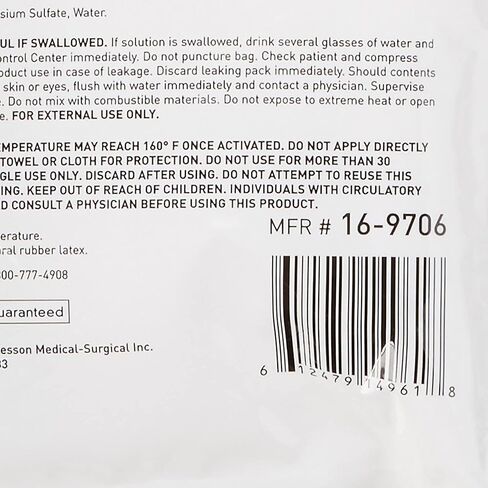 sium Sulfate, Water.
UL IF SWALLOWED. If solution is swallowed, drink several glasses of water and
ontrol Center immediately. Do not puncture bag. Check patient and compress
oduct use in case of leakage. Discard leaking pack immediately. Should contents
skin or eyes, flush with water immediately and contact a physician. Supervise
e. Do not mix with combustible materials. Do not expose to extreme heat or open
e. FOR EXTERNAL USE ONLY.
EMPERATURE MAY REACH 160° F ONCE ACTIVATED. DO NOT APPLY DIRECTLY
TOWEL OR CLOTH FOR PROTECTION. DO NOT USE FOR MORE THAN 30
GLE USE ONLY. DISCARD AFTER USING. DO NOT ATTEMPT TO REUSE THIS
ING. KEEP OUT OF REACH OF CHILDREN. INDIVIDUALS WITH CIRCULATORY
D CONSULT A PHYSICIAN BEFORE USING THIS PRODUCT.
MFR # 16-9706
erature.
ral rubber latex.
00-777-4908
uaranteed
esson Medical-Surgical Inc.
33
6 12479 14961 8